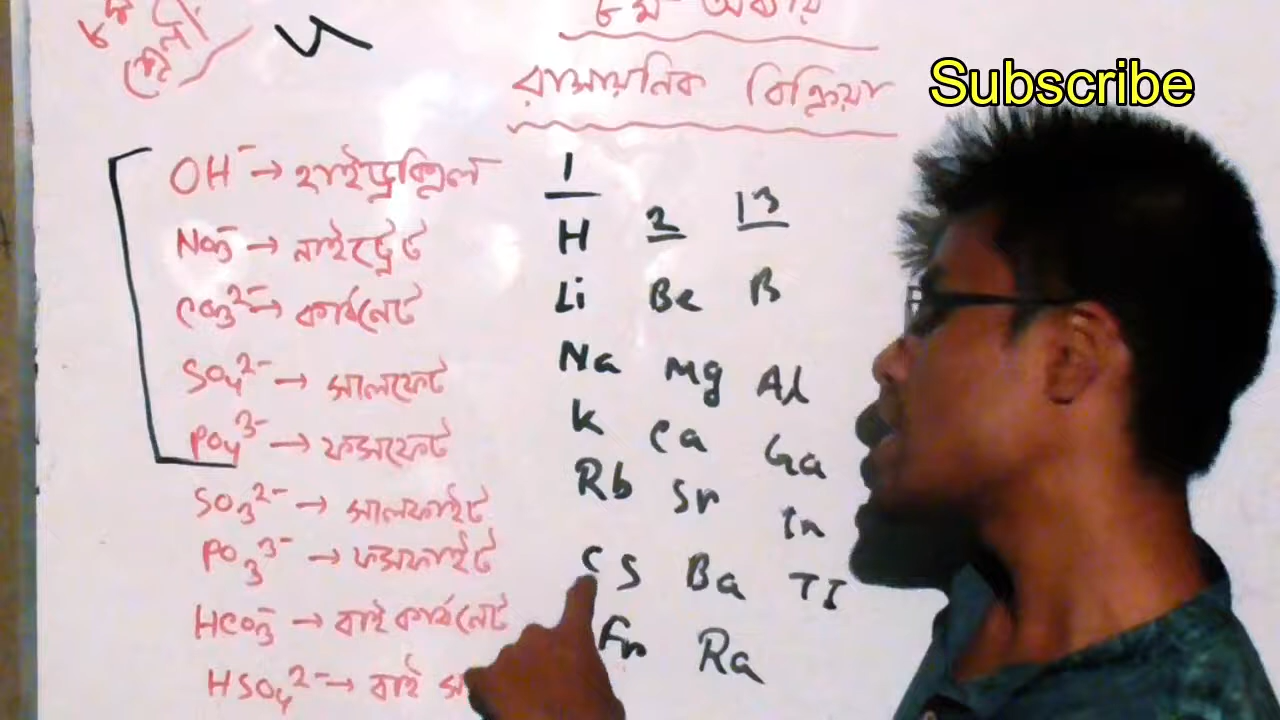 ৮ম অধ্যায়
রাসায়নিক বিক্রিয়া
Subscribe
OH⁻ → হাইড্রক্সিল
NO₃⁻ → নাইট্রেট
CO₃²⁻ → কার্বনেট
SO₄²⁻ → সালফেট
PO₄³⁻ → ফসফেট
SO₃²⁻ → সালফাইট
PO₃³⁻ → ফসফাইট
HCO₃⁻ → বাই কার্বনেট
HSO₄²⁻ → বাই স
1
2 13
H
Li Be B
Na Mg Al
K Ca Ga
Rb Sr In
Cs Ba TI
Fr Ra